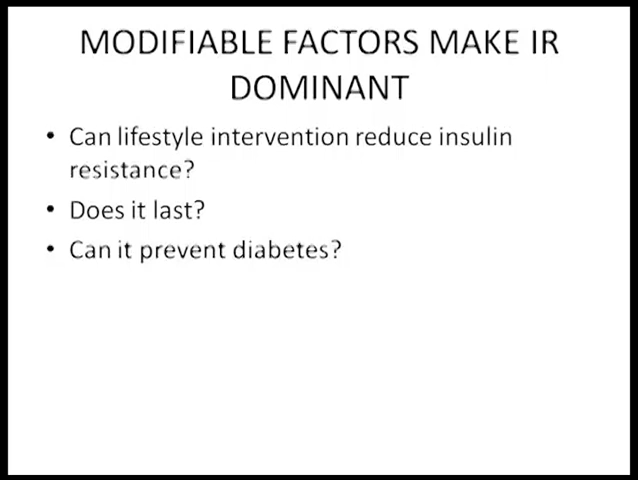 MODIFIABLE FACTORS MAKE IR
DOMINANT
• Can lifestyle intervention reduce insulin
resistance?
• Does it last?
• Can it prevent diabetes?